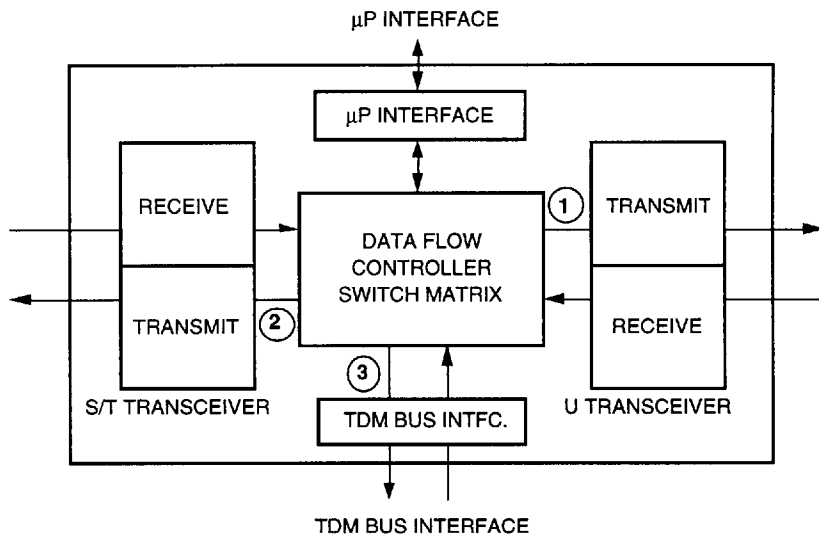 µP INTERFACE
µP INTERFACE
RECEIVE
1
TRANSMIT
DATA FLOW
CONTROLLER
SWITCH MATRIX
TRANSMIT
2
RECEIVE
3
S/T TRANSCEIVER
TDM BUS INTFC.
U TRANSCEIVER
TDM BUS INTERFACE